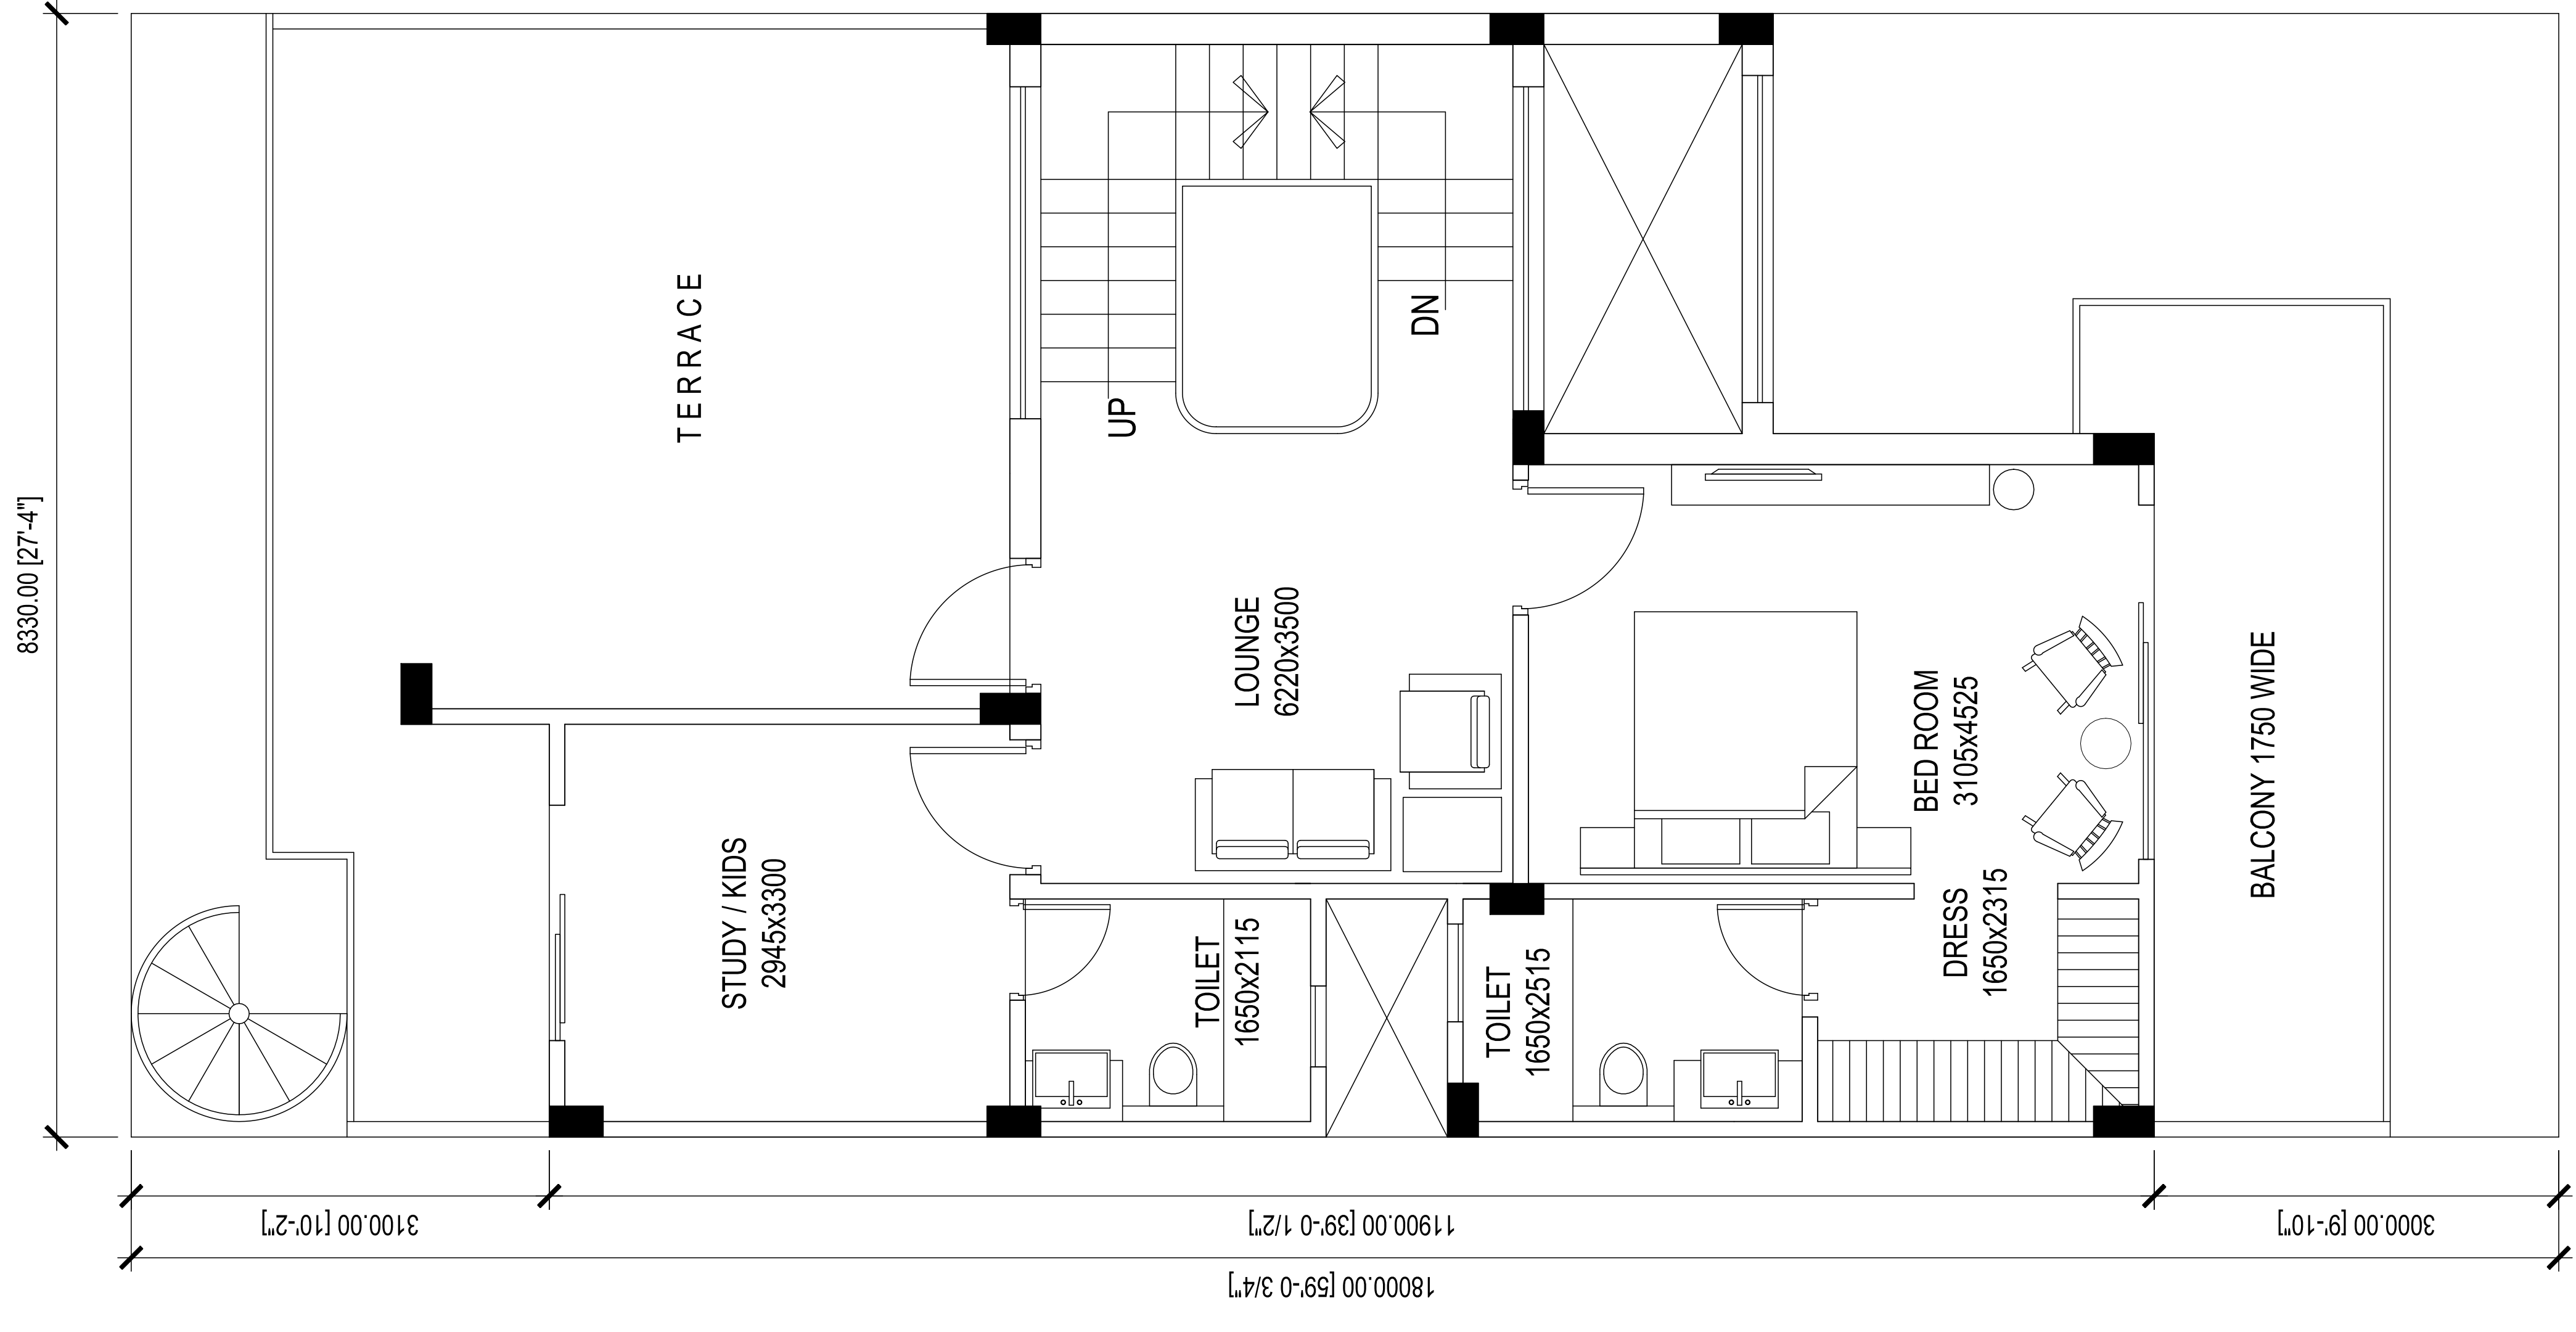 8330.00 [27'-4"]
TERRACE
UP
DN
LOUNGE
6220x3500
STUDY / KIDS
2945x3300
TOILET
1650x2115
TOILET
1650x2515
BED ROOM
3105x4525
DRESS
1650x2315
BALCONY 1750 WIDE
3100.00 [10'-2"]
11900.00 [39'-0 1/2"]
3000.00 [9'-10"]
18000.00 [59'-0 3/4"]